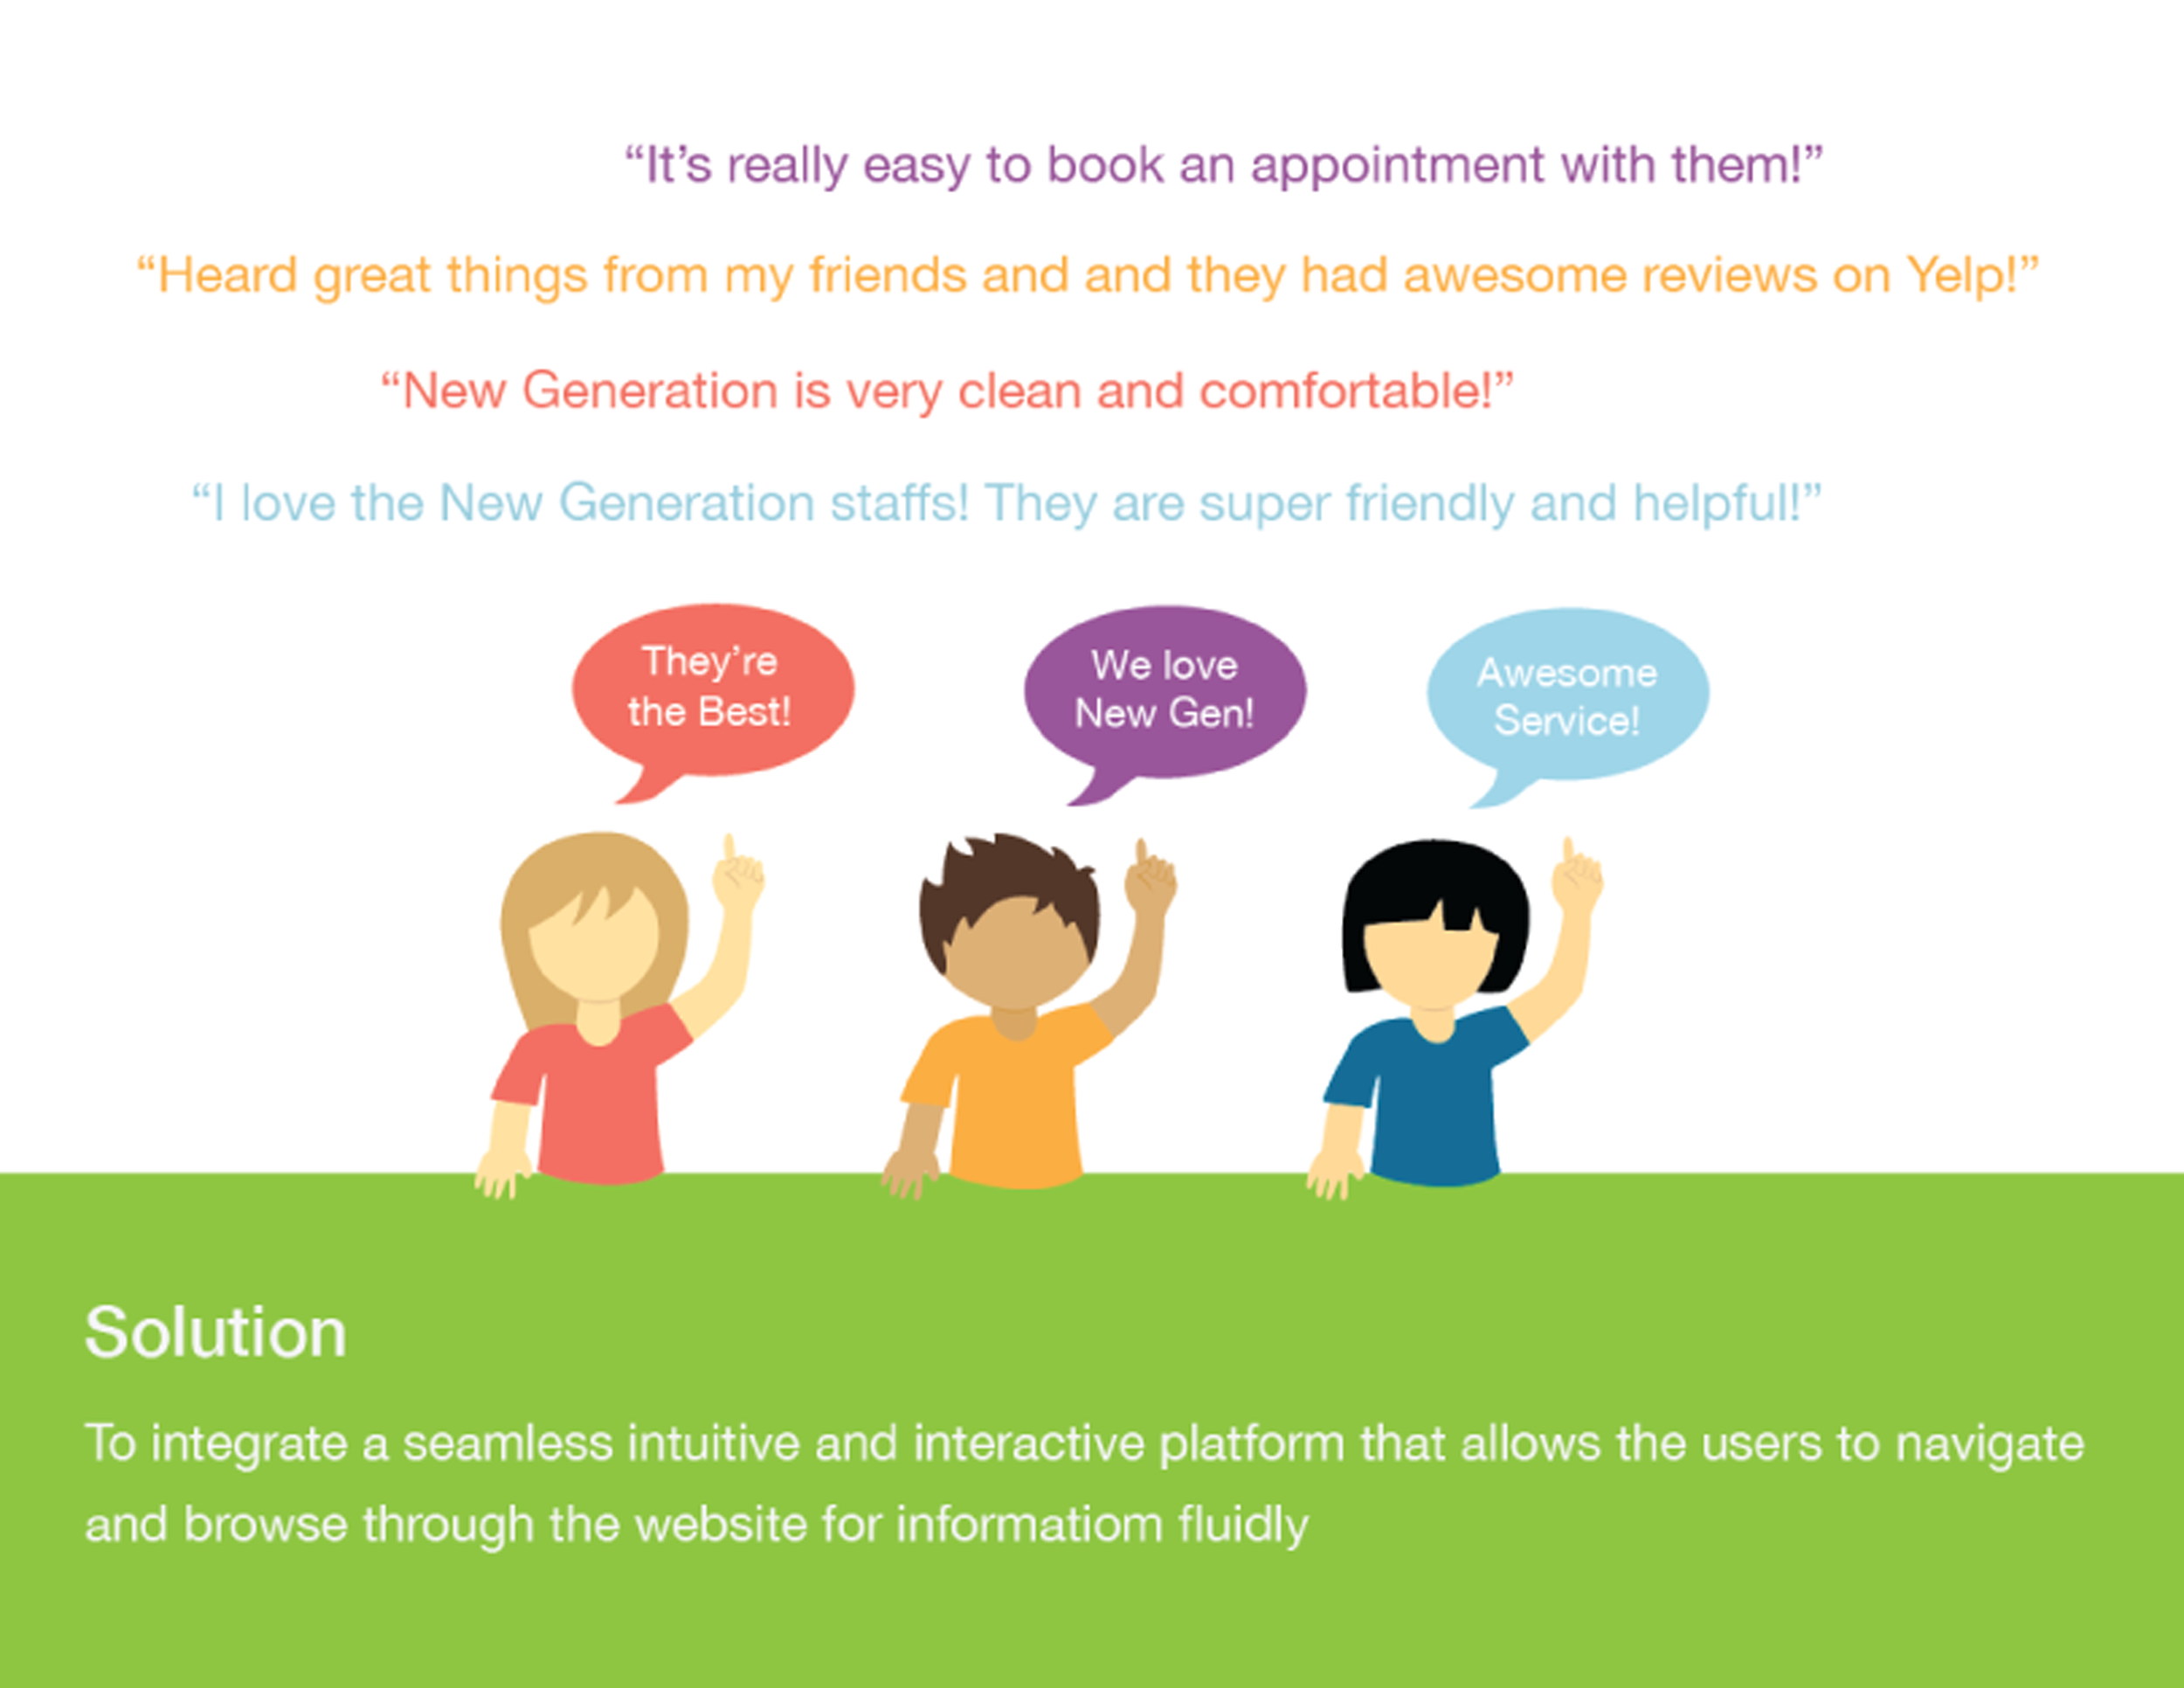 “It’s really easy to book an appointment with them!”
“Heard great things from my friends and and they had awesome reviews on Yelp!”
“New Generation is very clean and comfortable!”
“I love the New Generation staffs! They are super friendly and helpful!”
They’re
the Best!
We love
New Gen!
Awesome
Service!
Solution
To integrate a seamless intuitive and interactive platform that allows the users to navigate
and browse through the website for informatiom fluidly